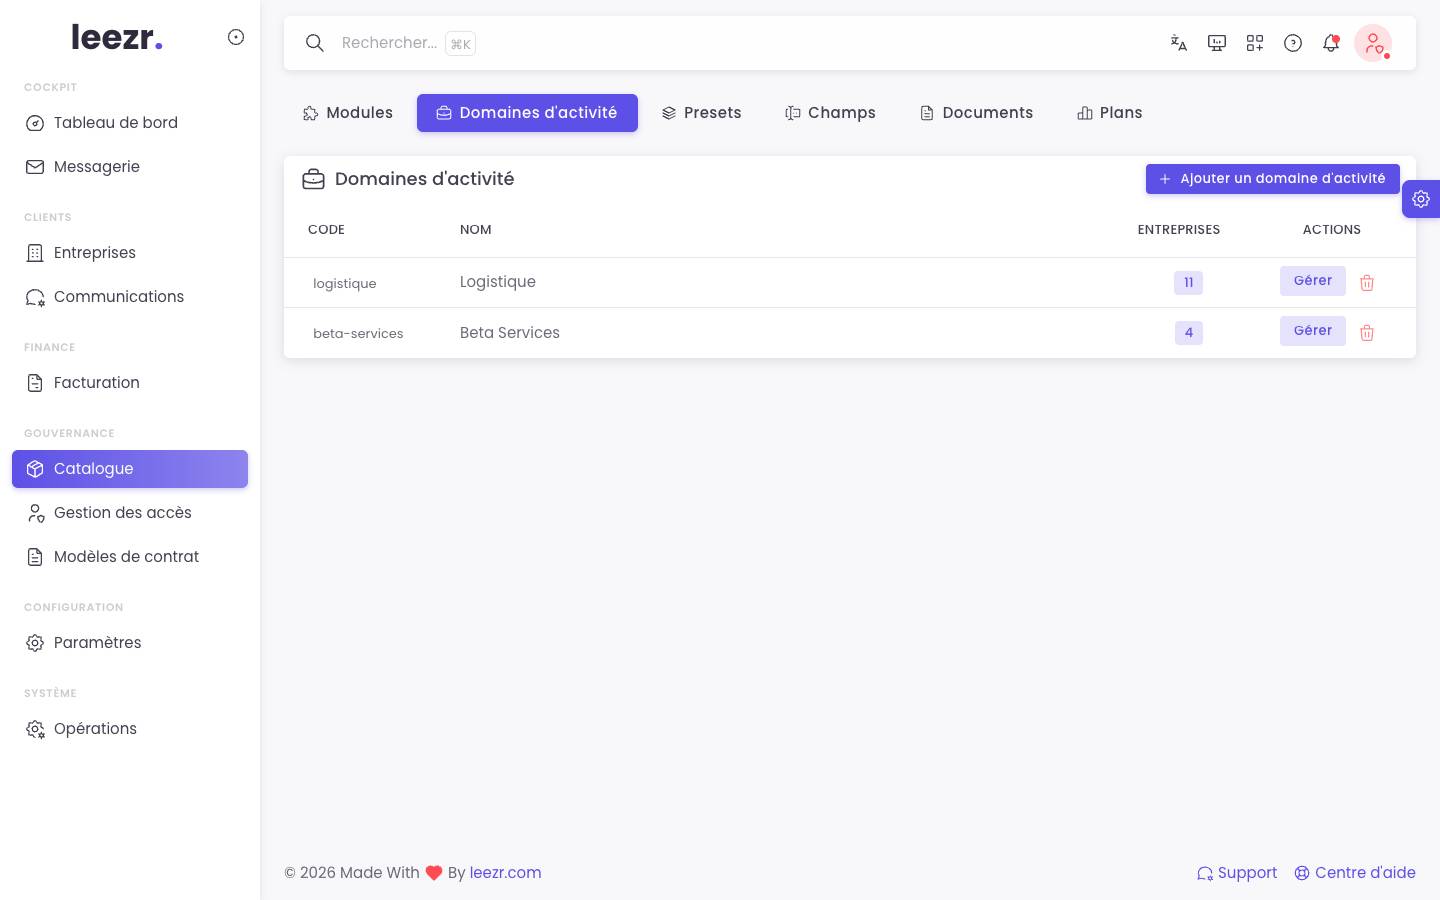 leezr.
COCKPIT
Tableau de bord
Messagerie
CLIENTS
Entreprises
Communications
FINANCE
Facturation
GOUVERNANCE
Catalogue
Gestion des accès
Modèles de contrat
CONFIGURATION
Paramètres
SYSTÈME
Opérations
Rechercher... ⌘K
Modules Domaines d'activité Presets Champs Documents Plans
Domaines d'activité
Ajouter un domaine d'activité
CODE NOM ENTREPRISES ACTIONS
logistique Logistique 11 Gérer
beta-services Beta Services 4 Gérer
© 2026 Made With By leezr.com
Support Centre d'aide